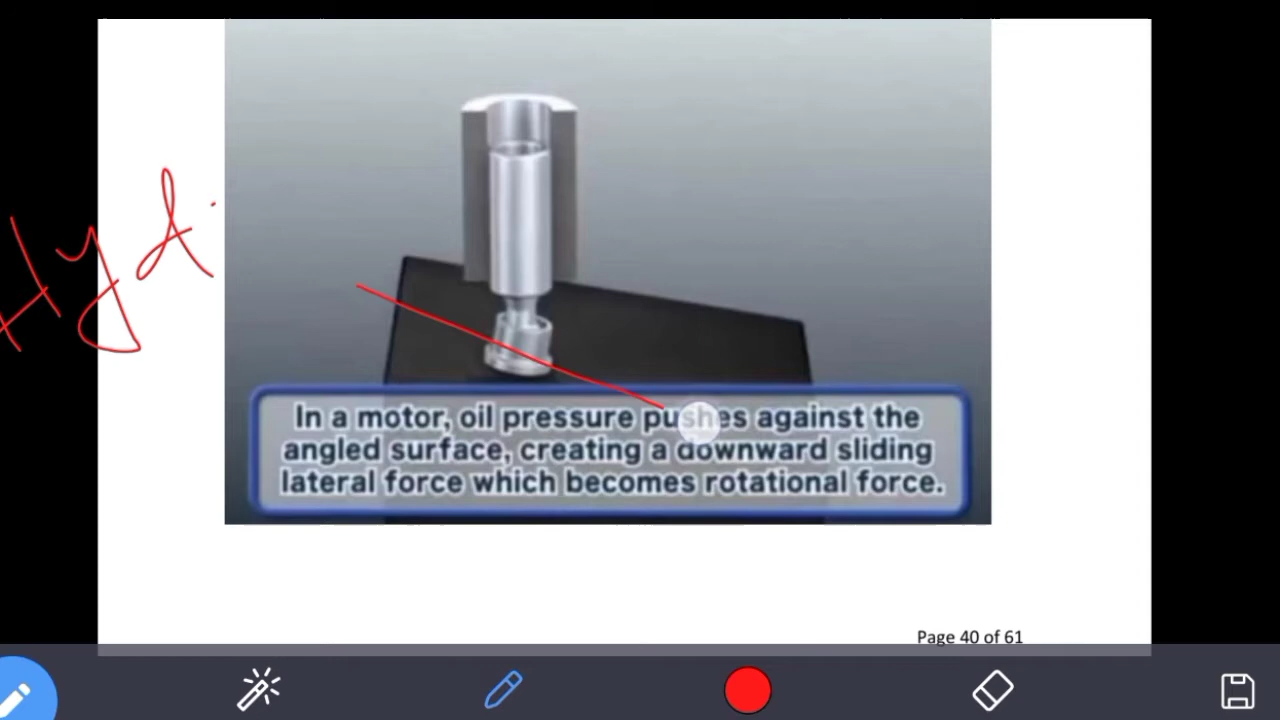 Hyd
In a motor, oil pressure pushes against the
angled surface, creating a downward sliding
lateral force which becomes rotational force.
Page 40 of 61